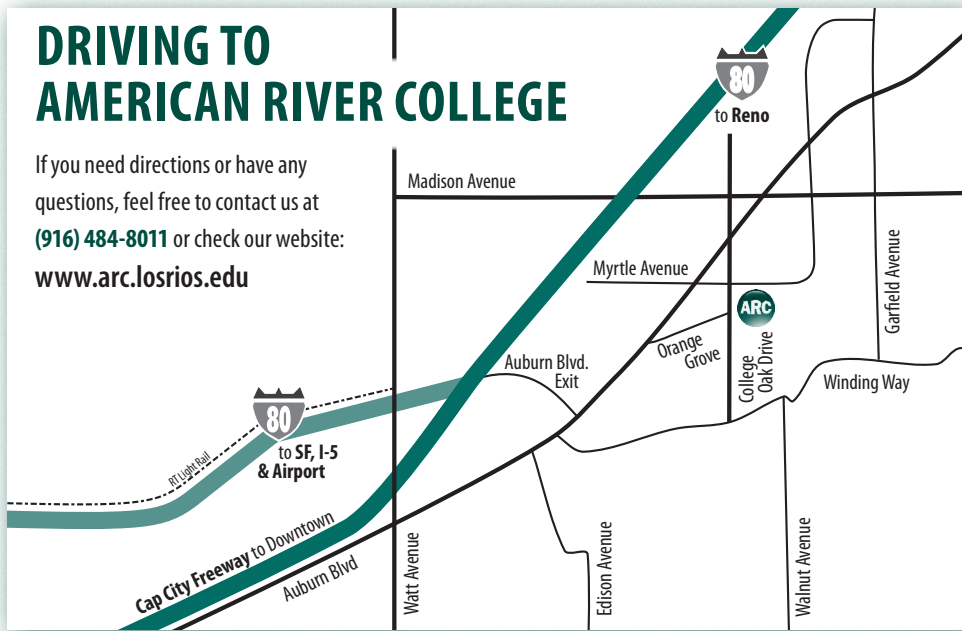 DRIVING TO
AMERICAN RIVER COLLEGE
If you need directions or have any
questions, feel free to contact us at
(916) 484-8011 or check our website:
www.arc.losrios.edu
80
to Reno
Madison Avenue
Myrtle Avenue
ARC
Garfield Avenue
Orange
Grove
College
Oak Drive
Auburn Blvd.
Exit
Winding Way
80
to SF, I-5
& Airport
RT Light Rail
Cap City Freeway to Downtown
Auburn Blvd
Watt Avenue
Edison Avenue
Walnut Avenue